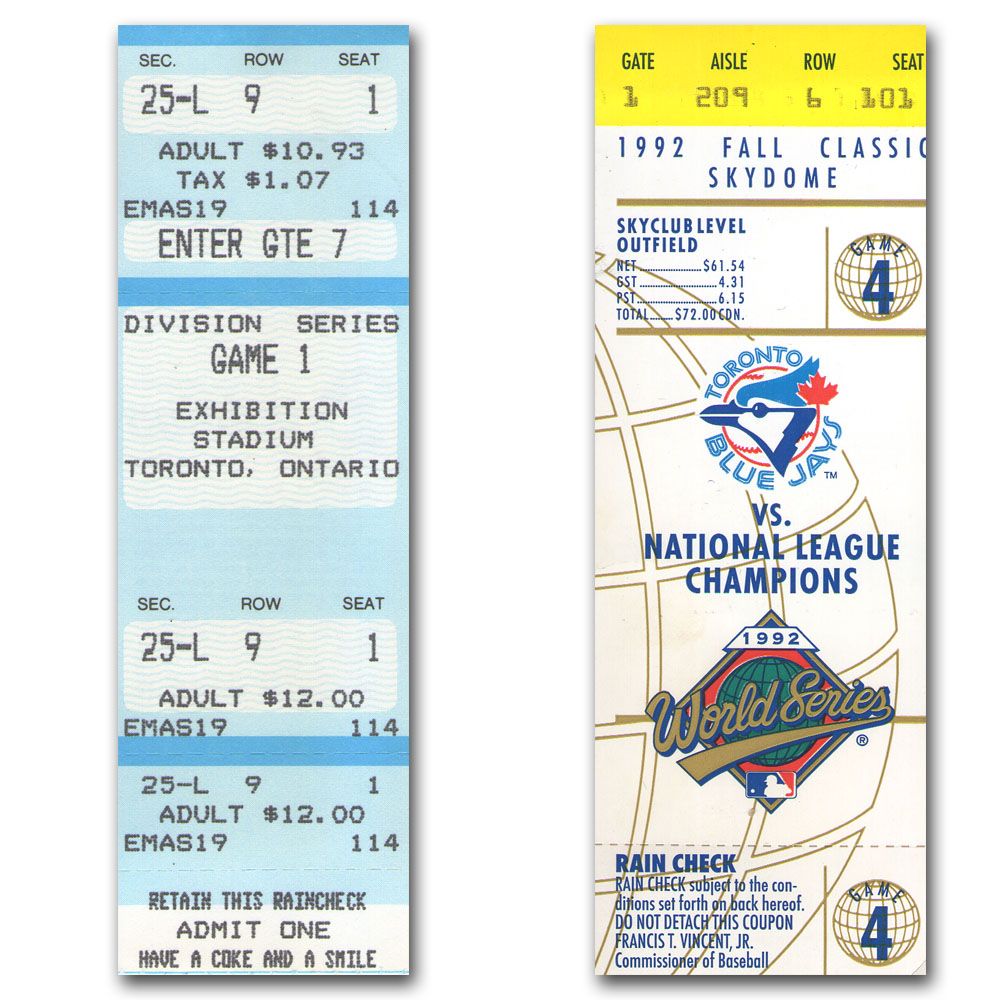 SEC. ROW SEAT
25-L 9 1
ADULT $10.93
TAX $1.07
EMAS19 114
ENTER GTE 7
DIVISION SERIES
GAME 1
EXHIBITION
STADIUM
TORONTO, ONTARIO
SEC. ROW SEAT
25-L 9 1
ADULT $12.00
EMAS19 114
25-L 9 1
ADULT $12.00
EMAS19 114
RETAIN THIS RAINCHECK
ADMIT ONE
HAVE A COKE AND A SMILE
GATE AISLE ROW SEAT
1 209 6 101
1992 FALL CLASSIC
SKYDOME
SKYCLUB LEVEL
OUTFIELD
NET....................$61.54
GST........................4.31
PST........................6.15
TOTAL.......$72.00CDN.
GAME
4
TORONTO
BLUE JAYS™
VS.
NATIONAL LEAGUE
CHAMPIONS
1992
World Series
®
RAIN CHECK
RAIN CHECK subject to the con-
ditions set forth on back hereof.
DO NOT DETACH THIS COUPON
FRANCIS T. VINCENT, JR.
Commissioner of Baseball
GAME
4